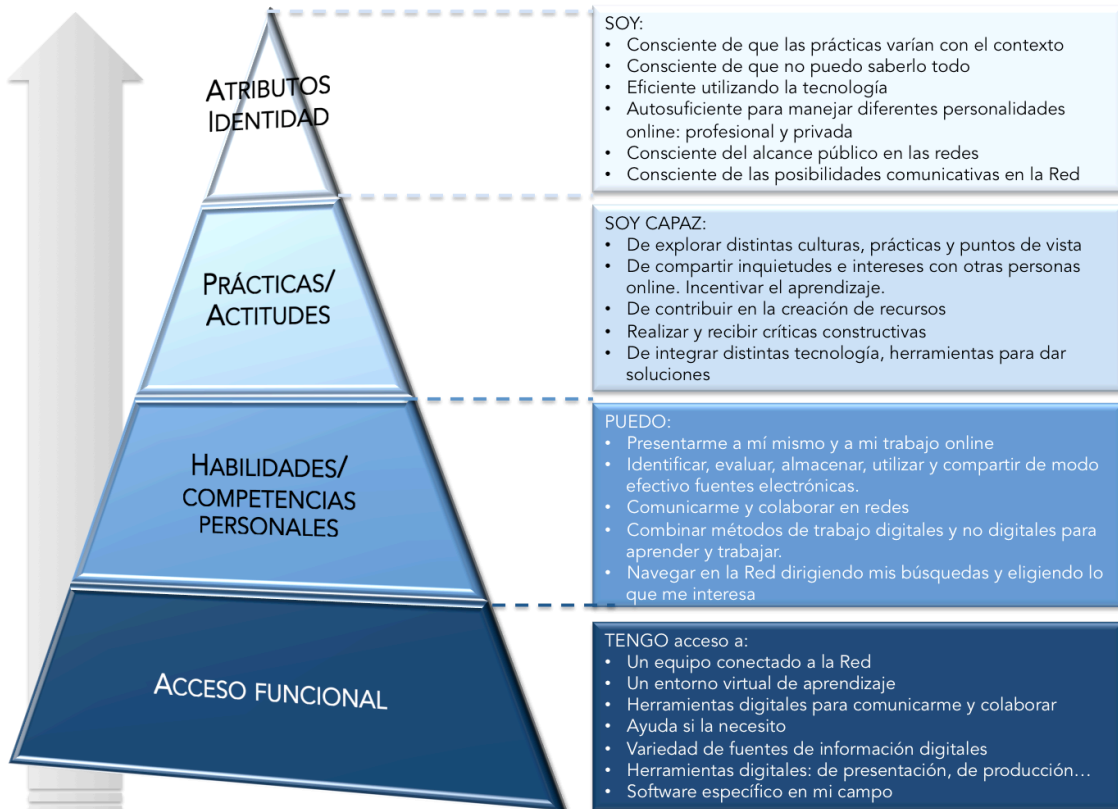 ATRIBUTOS
IDENTIDAD
SOY:
• Consciente de que las prácticas varían con el contexto
• Consciente de que no puedo saberlo todo
• Eficiente utilizando la tecnología
• Autosuficiente para manejar diferentes personalidades
online: profesional y privada
• Consciente del alcance público en las redes
• Consciente de las posibilidades comunicativas en la Red
PRÁCTICAS/
ACTITUDES
SOY CAPAZ:
• De explorar distintas culturas, prácticas y puntos de vista
• De compartir inquietudes e intereses con otras personas
online. Incentivar el aprendizaje.
• De contribuir en la creación de recursos
• Realizar y recibir críticas constructivas
• De integrar distintas tecnología, herramientas para dar
soluciones
HABILIDADES/
COMPETENCIAS
PERSONALES
PUEDO:
• Presentarme a mí mismo y a mi trabajo online
• Identificar, evaluar, almacenar, utilizar y compartir de modo
efectivo fuentes electrónicas.
• Comunicarme y colaborar en redes
• Combinar métodos de trabajo digitales y no digitales para
aprender y trabajar.
• Navegar en la Red dirigiendo mis búsquedas y eligiendo lo
que me interesa
ACCESO FUNCIONAL
TENGO acceso a:
• Un equipo conectado a la Red
• Un entorno virtual de aprendizaje
• Herramientas digitales para comunicarme y colaborar
• Ayuda si la necesito
• Variedad de fuentes de información digitales
• Herramientas digitales: de presentación, de producción…
• Software específico en mi campo